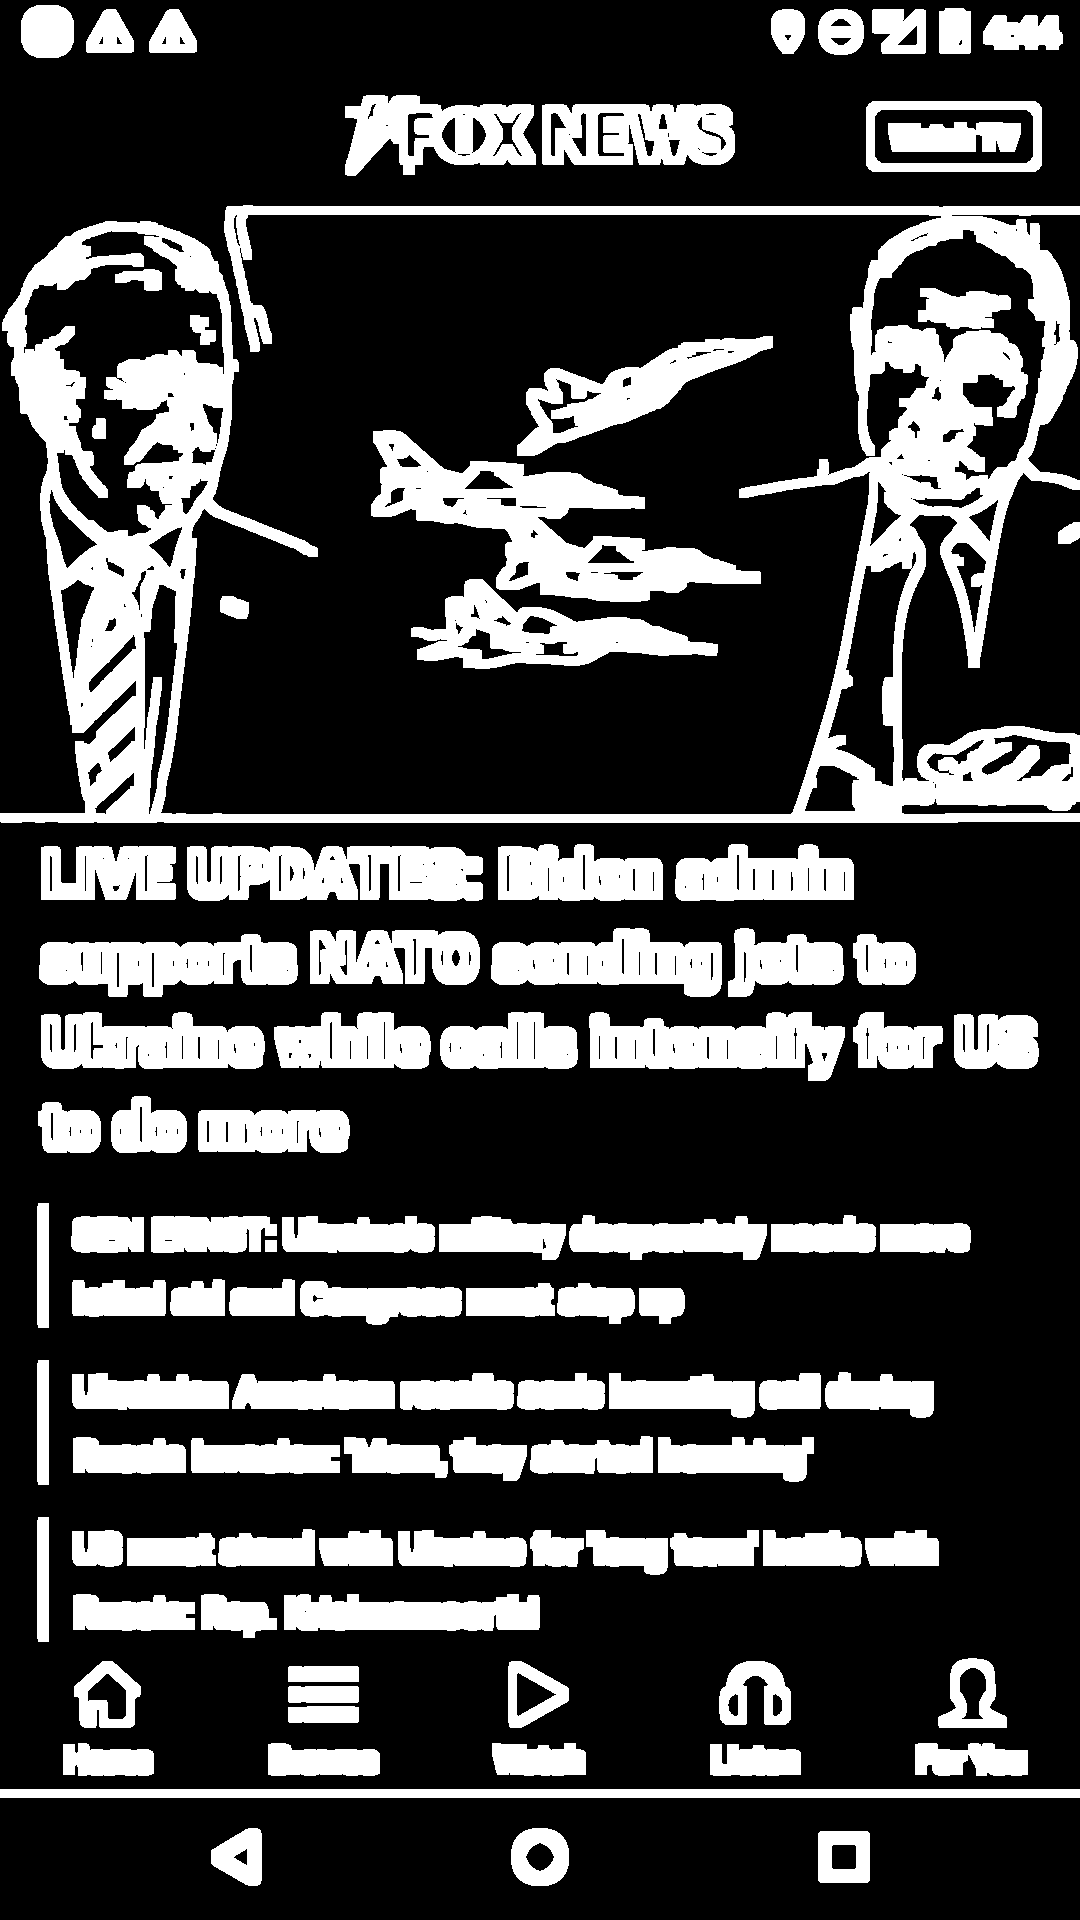 4:44
FOX NEWS
Watch TV
LIVE UPDATES: Biden admin
supports NATO sending jets to
Ukraine while calls intensify for US
to do more
SEN ERNST: Ukraine's military desperately needs more
lethal aid and Congress must step up
Ukrainian American recalls son's haunting call during
Russia invasion: 'Mom, they started bombing'
US must stand with Ukraine for 'long term' battle with
Russia: Rep. Krishnamoorthi
Home
Browse
Watch
Listen
For You